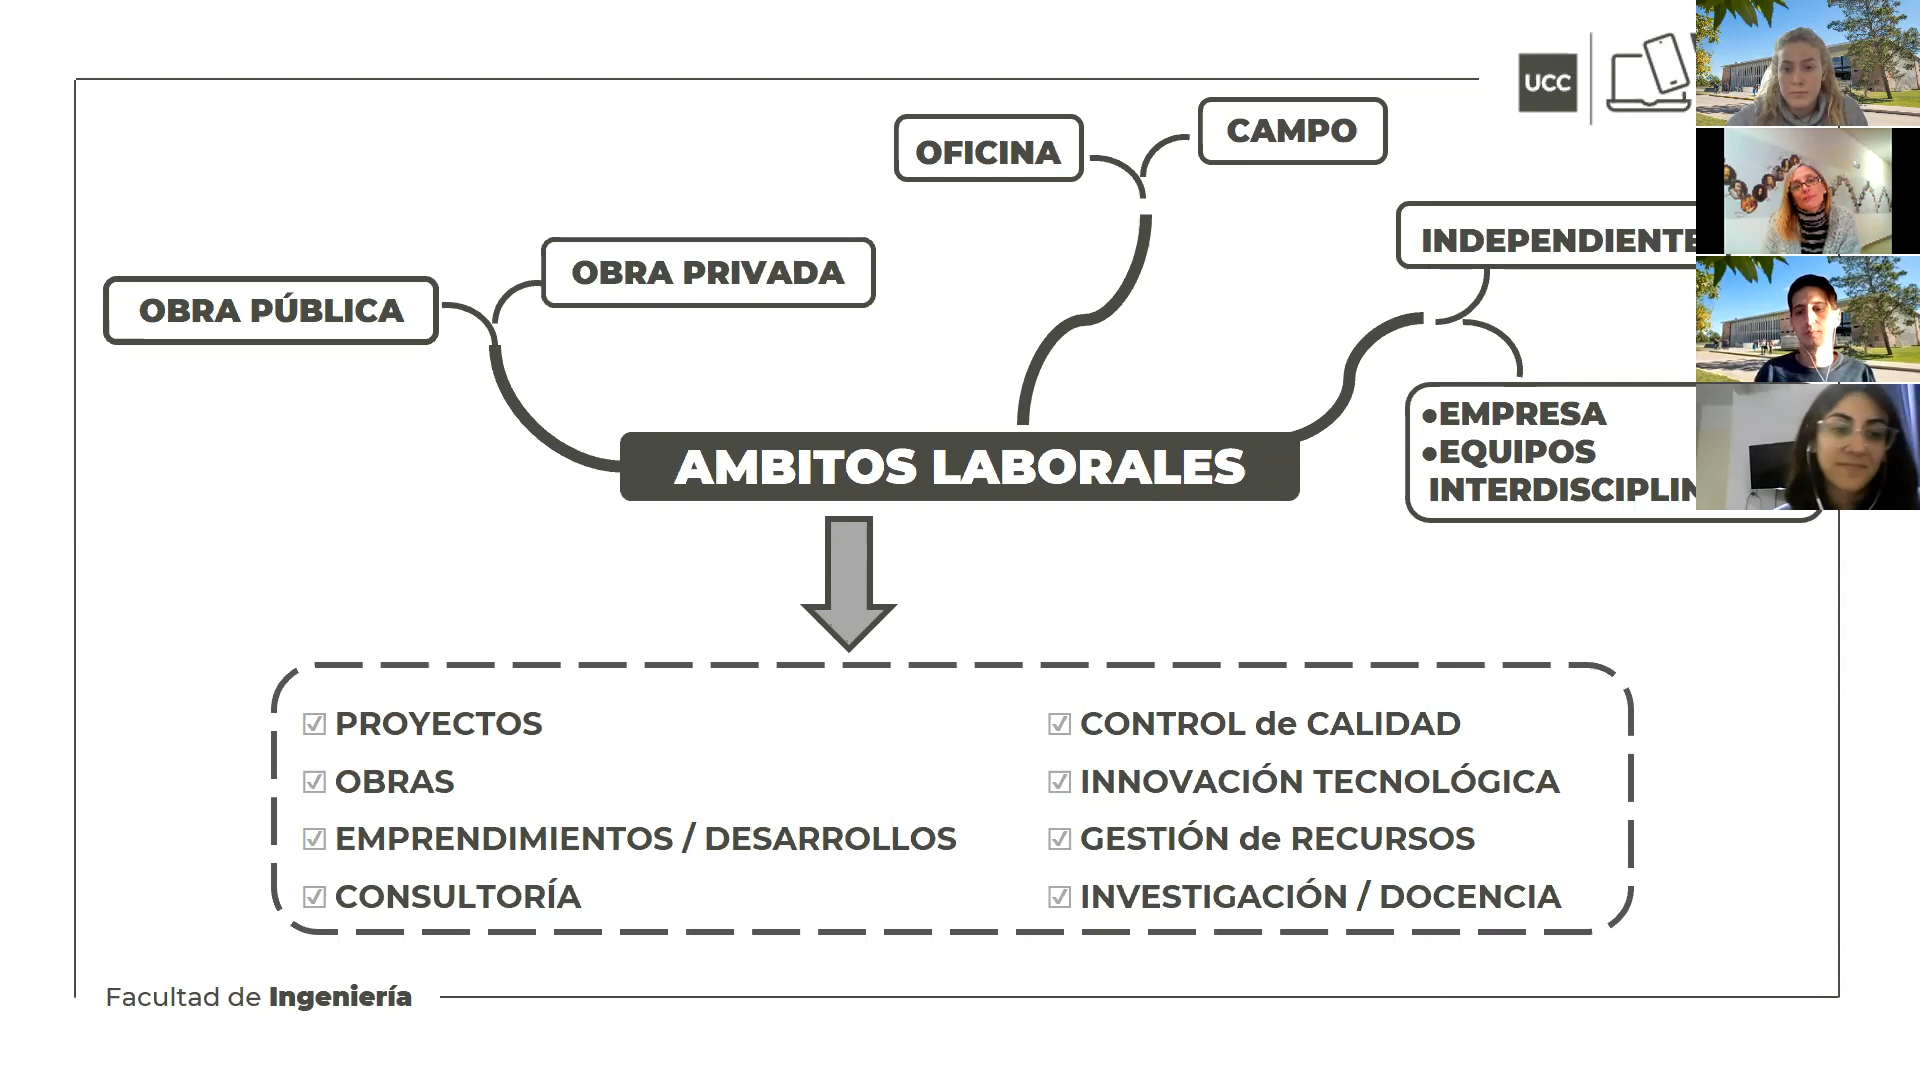 UCC
OFICINA
CAMPO
INDEPENDIENTE
OBRA PRIVADA
OBRA PÚBLICA
•EMPRESA
•EQUIPOS
AMBITOS LABORALES
☑ PROYECTOS
☑ OBRAS
☑ EMPRENDIMIENTOS / DESARROLLOS
☑ CONSULTORÍA
☑ CONTROL de CALIDAD
☑ INNOVACIÓN TECNOLÓGICA
☑ GESTIÓN de RECURSOS
☑ INVESTIGACIÓN / DOCENCIA
Facultad de Ingeniería